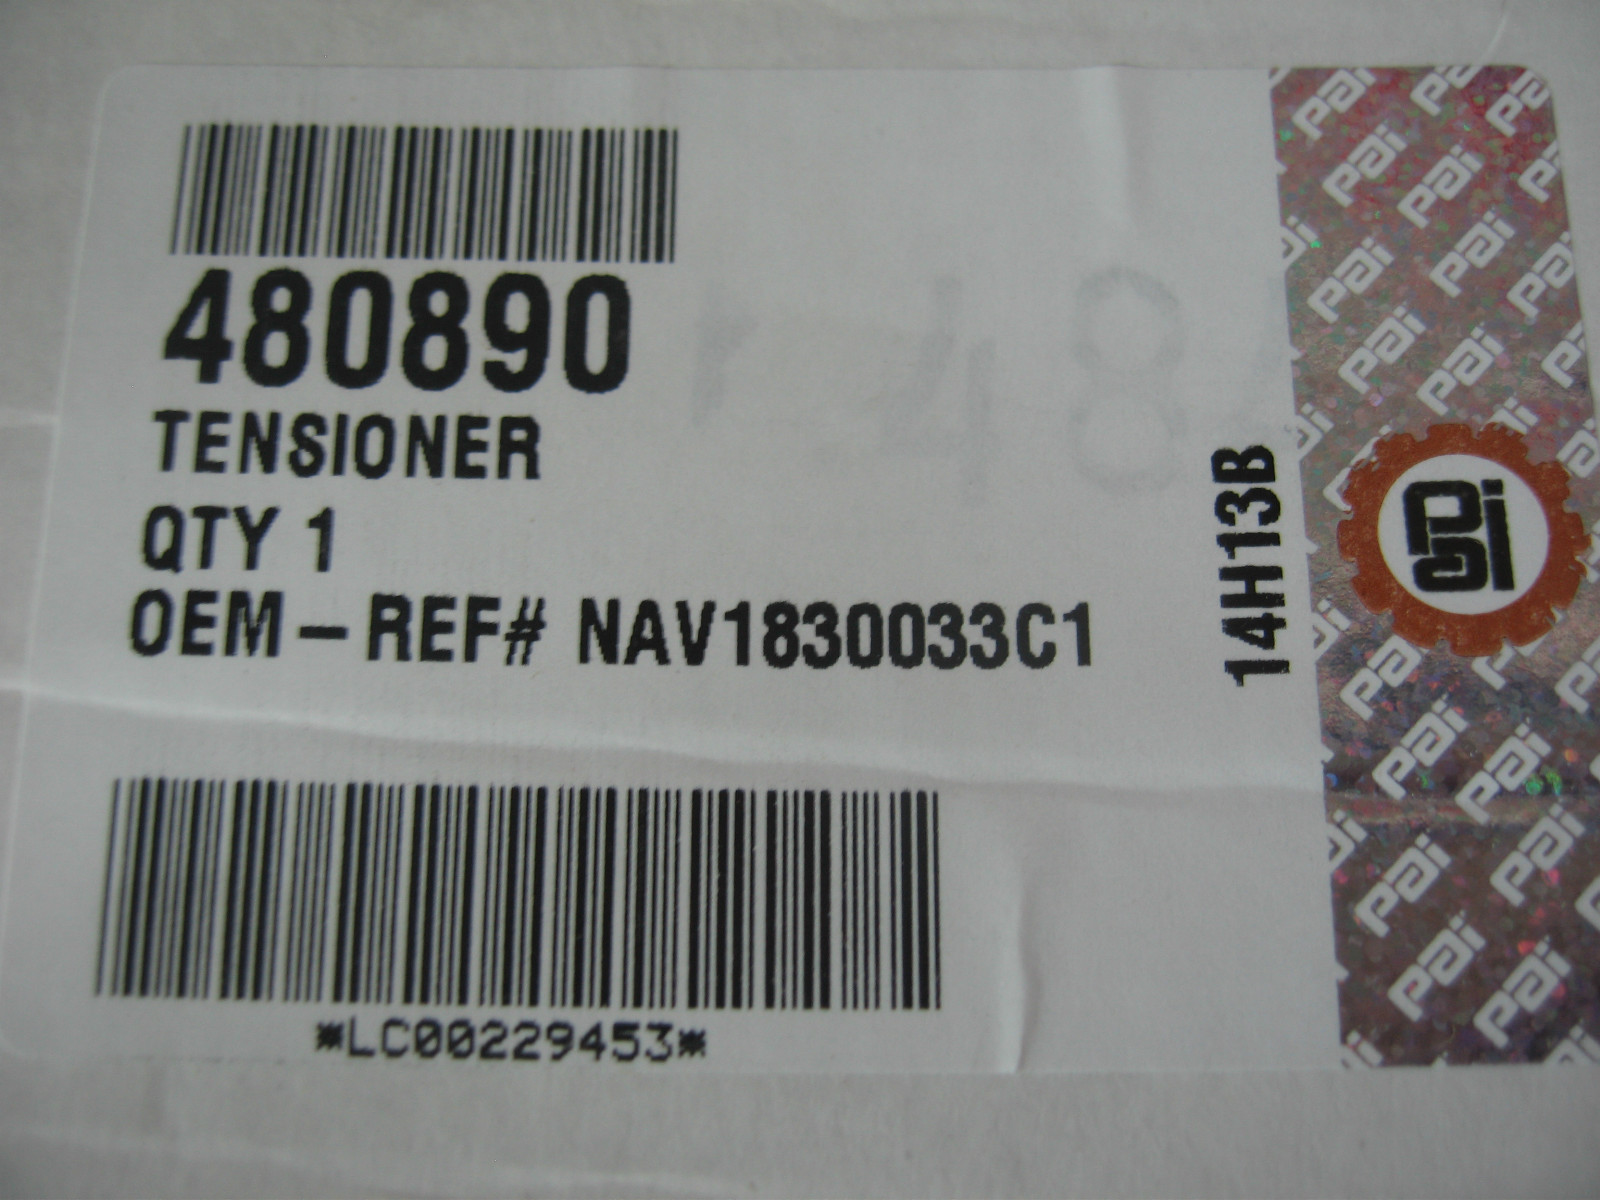 480890
TENSIONER
QTY 1
OEM-REF# NAV1830033C1
*LC00229453*
14H13B
pai